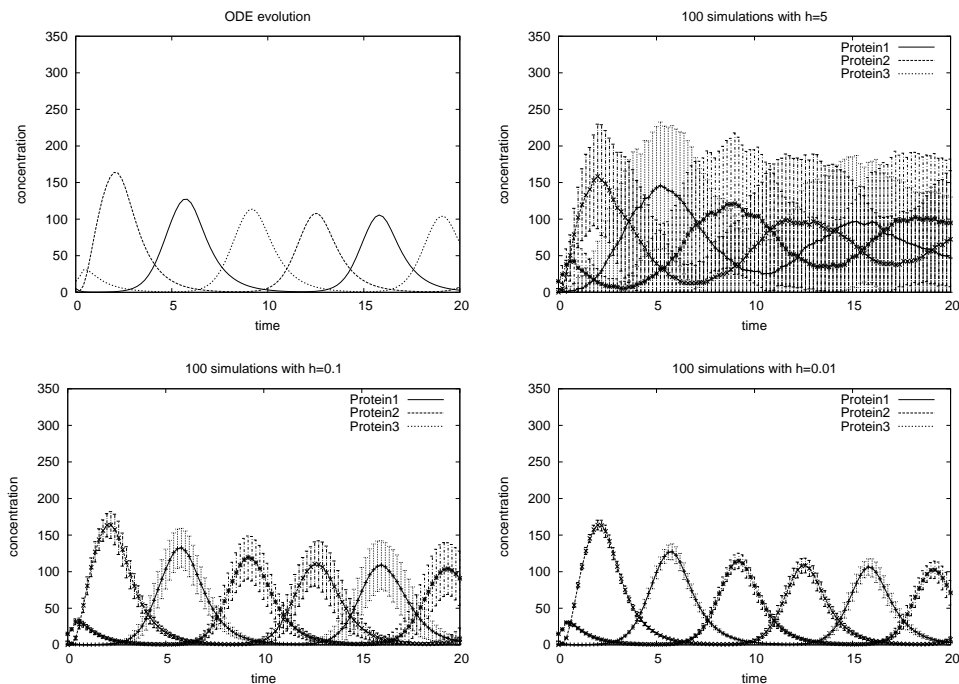 ODE evolution
350
300
250
200
150
100
50
0
concentration
0 5 10 15 20
time
100 simulations with h=5
Protein1
Protein2
Protein3
350
300
250
200
150
100
50
0
concentration
0 5 10 15 20
time
100 simulations with h=0.1
Protein1
Protein2
Protein3
350
300
250
200
150
100
50
0
concentration
0 5 10 15 20
time
100 simulations with h=0.01
Protein1
Protein2
Protein3
350
300
250
200
150
100
50
0
concentration
0 5 10 15 20
time